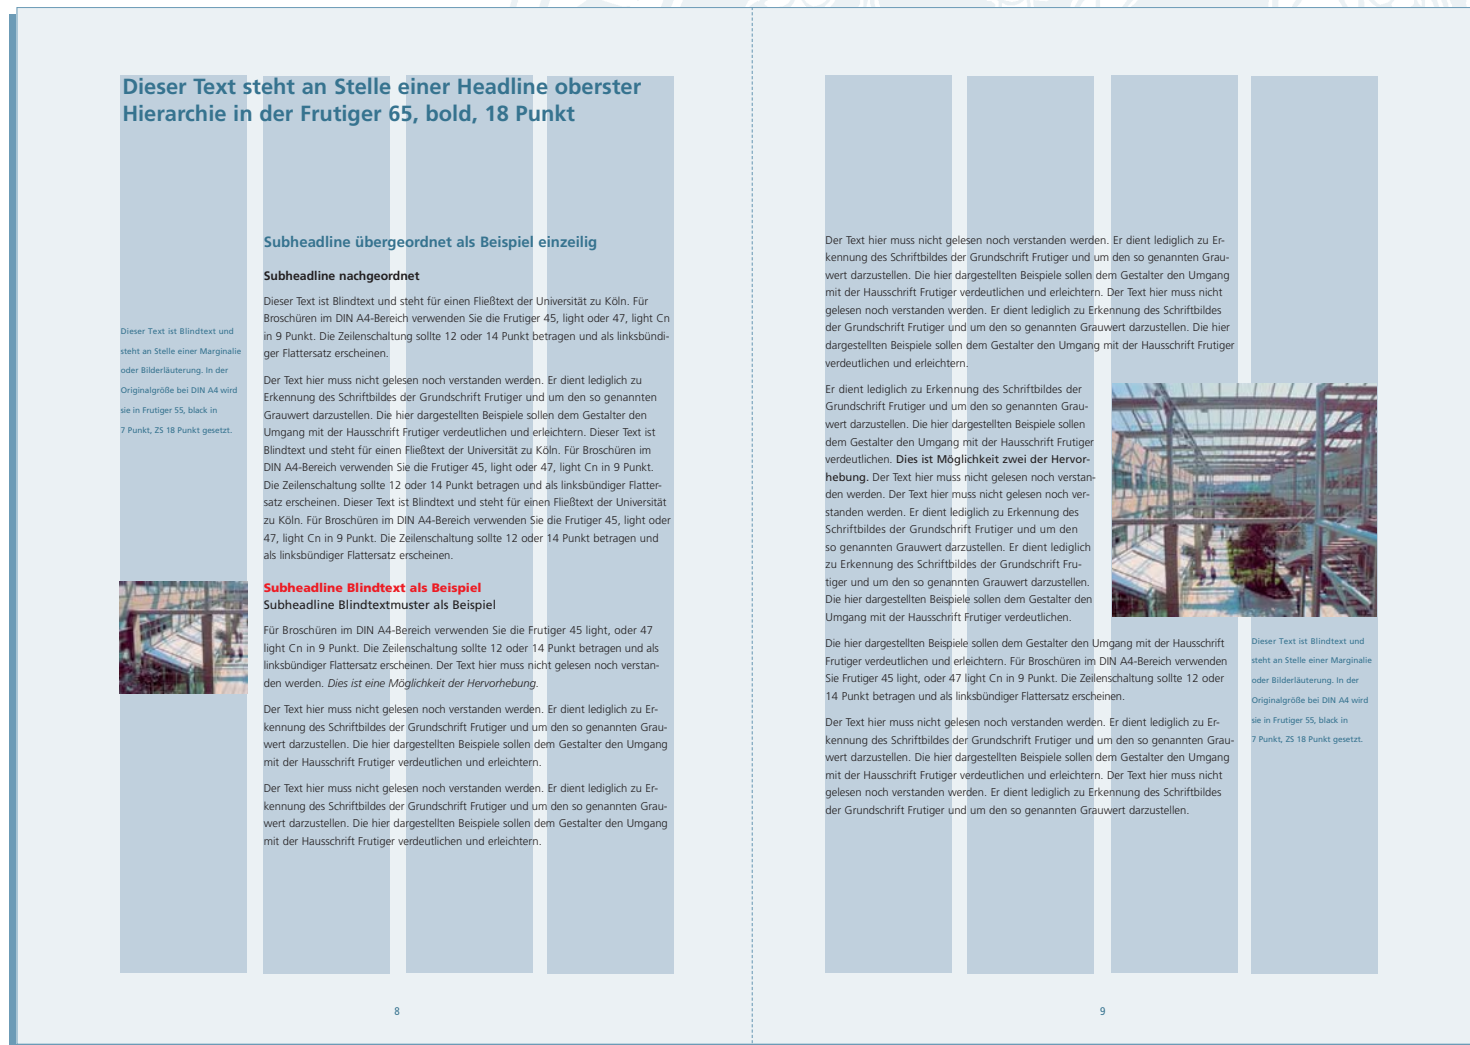 Dieser Text steht an Stelle einer Headline oberster
Hierarchie in der Frutiger 65, bold, 18 Punkt
Dieser Text ist Blindtext und
steht an Stelle einer Marginalie
oder Bilderläuterung. In der
Originalgröße bei DIN A4 wird
sie in Frutiger 55, black in
7 Punkt, ZS 18 Punkt gesetzt.
Subheadline übergeordnet als Beispiel einzeilig
Subheadline nachgeordnet
Dieser Text ist Blindtext und steht für einen Fließtext der Universität zu Köln. Für
Broschüren im DIN A4-Bereich verwenden Sie die Frutiger 45, light oder 47, light Cn
in 9 Punkt. Die Zeilenschaltung sollte 12 oder 14 Punkt betragen und als linksbündi-
ger Flattersatz erscheinen.
Der Text hier muss nicht gelesen noch verstanden werden. Er dient lediglich zu
Erkennung des Schriftbildes der Grundschrift Frutiger und um den so genannten
Grauwert darzustellen. Die hier dargestellten Beispiele sollen dem Gestalter den
Umgang mit der Hausschrift Frutiger verdeutlichen und erleichtern. Dieser Text ist
Blindtext und steht für einen Fließtext der Universität zu Köln. Für Broschüren im
DIN A4-Bereich verwenden Sie die Frutiger 45, light oder 47, light Cn in 9 Punkt.
Die Zeilenschaltung sollte 12 oder 14 Punkt betragen und als linksbündiger Flatter-
satz erscheinen. Dieser Text ist Blindtext und steht für einen Fließtext der Universität
zu Köln. Für Broschüren im DIN A4-Bereich verwenden Sie die Frutiger 45, light oder
47, light Cn in 9 Punkt. Die Zeilenschaltung sollte 12 oder 14 Punkt betragen und
als linksbündiger Flattersatz erscheinen.
Subheadline Blindtext als Beispiel
Subheadline Blindtextmuster als Beispiel
Für Broschüren im DIN A4-Bereich verwenden Sie die Frutiger 45 light, oder 47
light Cn in 9 Punkt. Die Zeilenschaltung sollte 12 oder 14 Punkt betragen und als
linksbündiger Flattersatz erscheinen. Der Text hier muss nicht gelesen noch verstan-
den werden. Dies ist eine Möglichkeit der Hervorhebung.
Der Text hier muss nicht gelesen noch verstanden werden. Er dient lediglich zu Er-
kennung des Schriftbildes der Grundschrift Frutiger und um den so genannten Grau-
wert darzustellen. Die hier dargestellten Beispiele sollen dem Gestalter den Umgang
mit der Hausschrift Frutiger verdeutlichen und erleichtern.
Der Text hier muss nicht gelesen noch verstanden werden. Er dient lediglich zu Er-
kennung des Schriftbildes der Grundschrift Frutiger und um den so genannten Grau-
wert darzustellen. Die hier dargestellten Beispiele sollen dem Gestalter den Umgang
mit der Hausschrift Frutiger verdeutlichen und erleichtern.
8
Der Text hier muss nicht gelesen noch verstanden werden. Er dient lediglich zu Er-
kennung des Schriftbildes der Grundschrift Frutiger und um den so genannten Grau-
wert darzustellen. Die hier dargestellten Beispiele sollen dem Gestalter den Umgang
mit der Hausschrift Frutiger verdeutlichen und erleichtern. Der Text hier muss nicht
gelesen noch verstanden werden. Er dient lediglich zu Erkennung des Schriftbildes
der Grundschrift Frutiger und um den so genannten Grauwert darzustellen. Die hier
dargestellten Beispiele sollen dem Gestalter den Umgang mit der Hausschrift Frutiger
verdeutlichen und erleichtern.
Er dient lediglich zu Erkennung des Schriftbildes der
Grundschrift Frutiger und um den so genannten Grau-
wert darzustellen. Die hier dargestellten Beispiele sollen
dem Gestalter den Umgang mit der Hausschrift Frutiger
verdeutlichen. Dies ist Möglichkeit zwei der Hervor-
hebung. Der Text hier muss nicht gelesen noch verstan-
den werden. Der Text hier muss nicht gelesen noch ver-
standen werden. Er dient lediglich zu Erkennung des
Schriftbildes der Grundschrift Frutiger und um den
so genannten Grauwert darzustellen. Er dient lediglich
zu Erkennung des Schriftbildes der Grundschrift Fru-
tiger und um den so genannten Grauwert darzustellen.
Die hier dargestellten Beispiele sollen dem Gestalter den
Umgang mit der Hausschrift Frutiger verdeutlichen.
Die hier dargestellten Beispiele sollen dem Gestalter den Umgang mit der Hausschrift
Frutiger verdeutlichen und erleichtern. Für Broschüren im DIN A4-Bereich verwenden
Sie Frutiger 45 light, oder 47 light Cn in 9 Punkt. Die Zeilenschaltung sollte 12 oder
14 Punkt betragen und als linksbündiger Flattersatz erscheinen.
Der Text hier muss nicht gelesen noch verstanden werden. Er dient lediglich zu Er-
kennung des Schriftbildes der Grundschrift Frutiger und um den so genannten Grau-
wert darzustellen. Die hier dargestellten Beispiele sollen dem Gestalter den Umgang
mit der Hausschrift Frutiger verdeutlichen und erleichtern. Der Text hier muss nicht
gelesen noch verstanden werden. Er dient lediglich zu Erkennung des Schriftbildes
der Grundschrift Frutiger und um den so genannten Grauwert darzustellen.
Dieser Text ist Blindtext und
steht an Stelle einer Marginalie
oder Bilderläuterung. In der
Originalgröße bei DIN A4 wird
sie in Frutiger 55, black in
7 Punkt, ZS 18 Punkt gesetzt.
9